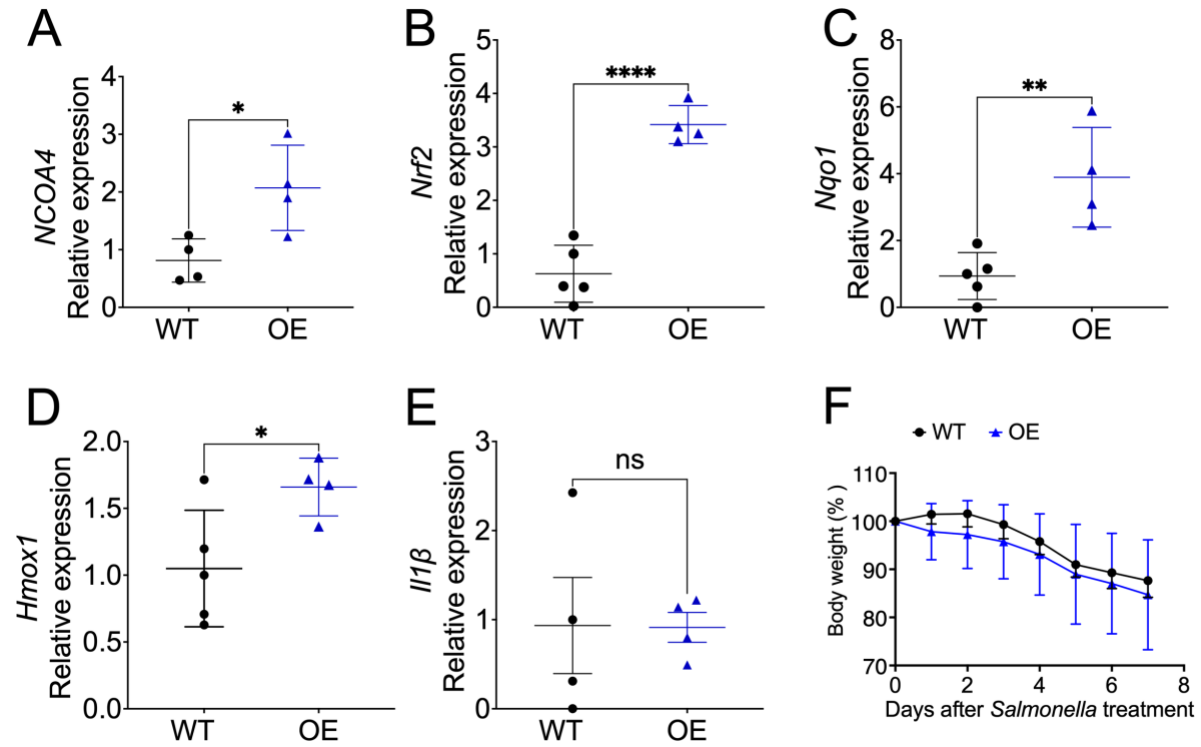 A
NCOA4
Relative expression
4
3
2
1
0
*
WT OE
B
Nrf2
Relative expression
5
4
3
2
1
0
****
WT OE
C
Nqo1
Relative expression
8
6
4
2
0
**
WT OE
D
Hmox1
Relative expression
2.0
1.5
1.0
0.5
0.0
*
WT OE
E
Il1β
Relative expression
3
2
1
0
ns
WT OE
F
WT OE
Body weight (% )
110
100
90
80
70
0 2 4 6 8
Days after Salmonella treatment